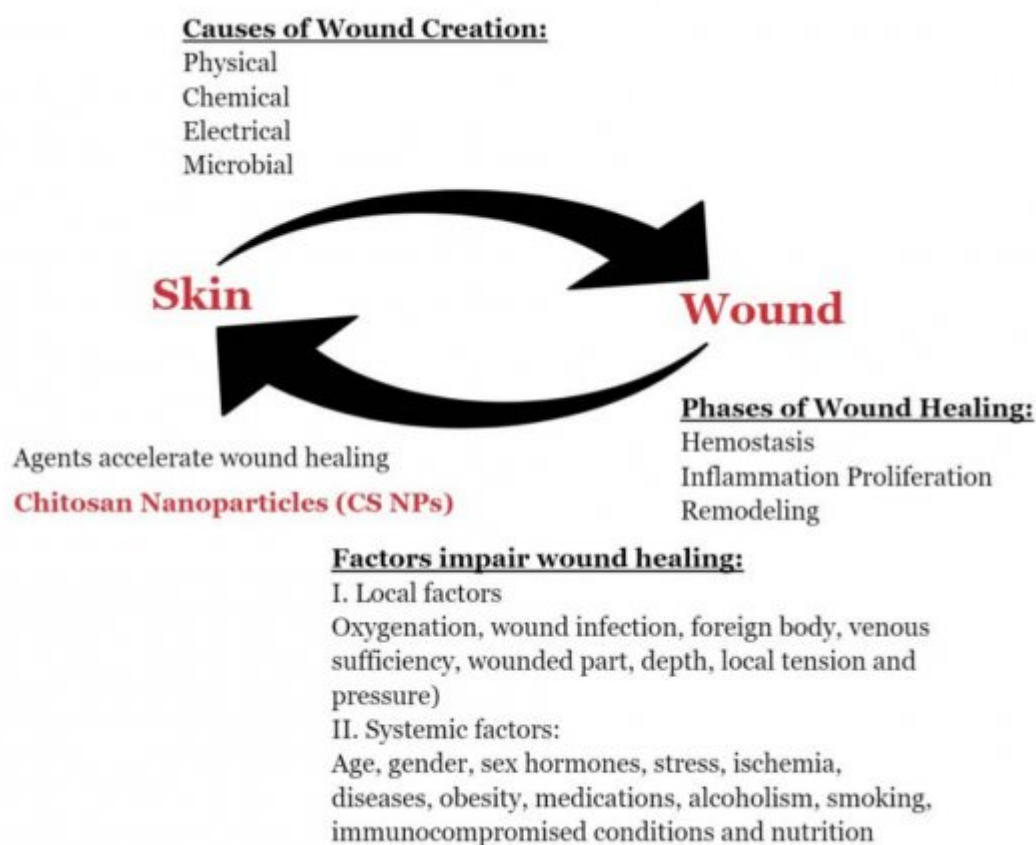 Causes of Wound Creation:
Physical
Chemical
Electrical
Microbial
Skin
Wound
Phases of Wound Healing:
Hemostasis
Inflammation Proliferation
Remodeling
Agents accelerate wound healing
Chitosan Nanoparticles (CS NPs)
Factors impair wound healing:
I. Local factors
Oxygenation, wound infection, foreign body, venous
sufficiency, wounded part, depth, local tension and
pressure)
II. Systemic factors:
Age, gender, sex hormones, stress, ischemia,
diseases, obesity, medications, alcoholism, smoking,
immunocompromised conditions and nutrition